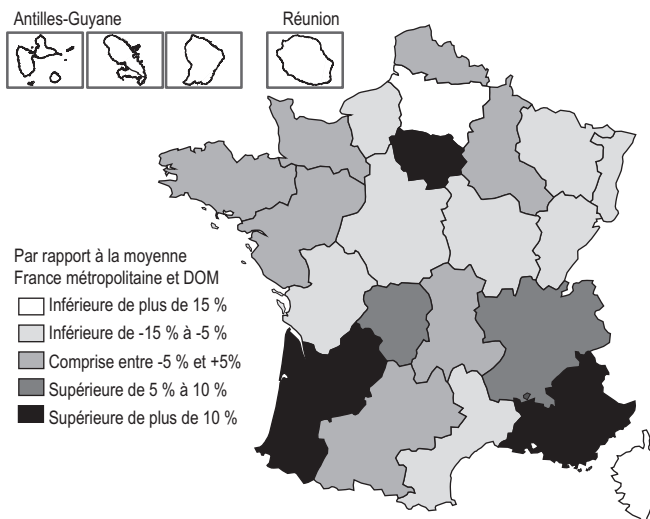 Antilles-Guyane
Réunion
Par rapport à la moyenne
France métropolitaine et DOM
Inférieure de plus de 15 %
Inférieure de -15 % à -5 %
Comprise entre -5 % et +5%
Supérieure de 5 % à 10 %
Supérieure de plus de 10 %